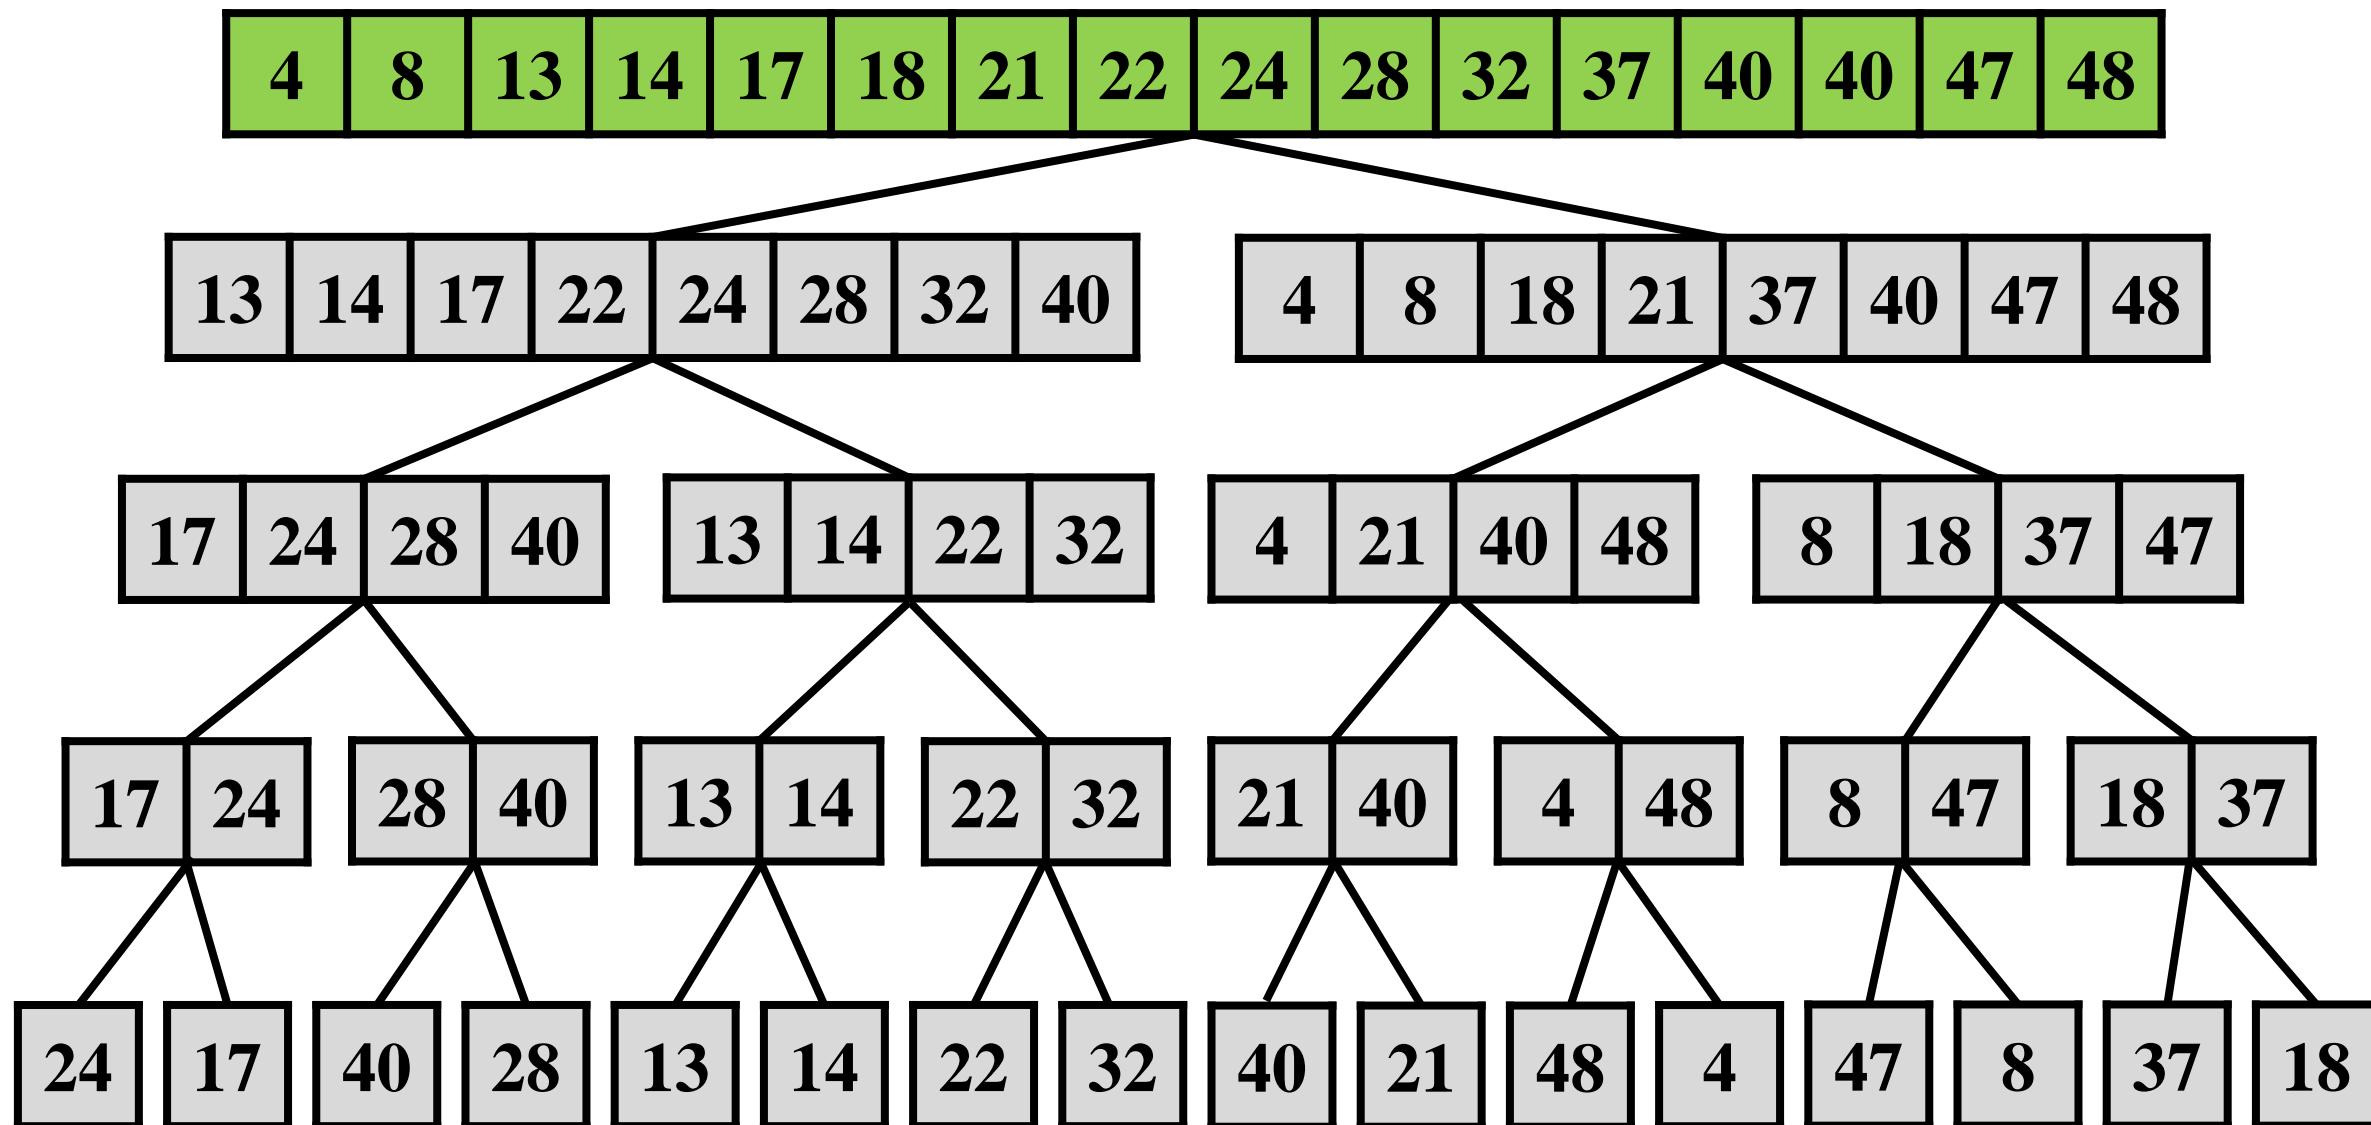 4 8 13 14 17 18 21 22 24 28 32 37 40 40 47 48
13 14 17 22 24 28 32 40 4 8 18 21 37 40 47 48
17 24 28 40 13 14 22 32 4 21 40 48 8 18 37 47
17 24 28 40 13 14 22 32 21 40 4 48 8 47 18 37
24 17 40 28 13 14 22 32 40 21 48 4 47 8 37 18